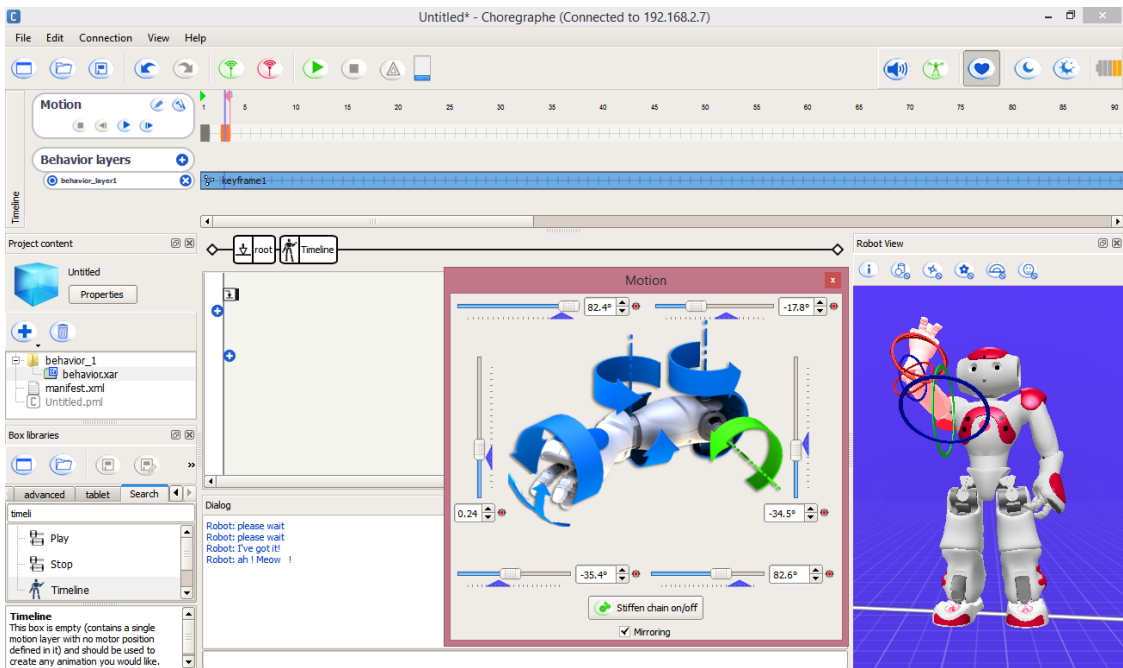 Untitled* - Choregraphe (Connected to 192.168.2.7)
File Edit Connection View Help
Motion
1 5 10 15 20 25 30 35 40 45 50 55 60 65 70 75 80 85 90
Behavior layers
behavior_layer1
keyframe1
Timeline
Project content
root
Timeline
Robot View
Untitled
Properties
Motion
82.4°
-17.8°
behavior_1
behavior.xar
manifest.xml
Untitled.pml
Box libraries
»
advanced tablet Search
timeli
Play
Stop
Timeline
Timeline
This box is empty (contains a single
motion layer with no motor position
defined in it) and should be used to
create any animation you would like.
Dialog
Robot: please wait
Robot: please wait
Robot: I've got it!
Robot: ah ! Meow !
0.24
-34.5°
-35.4°
82.6°
Stiffen chain on/off
Mirroring